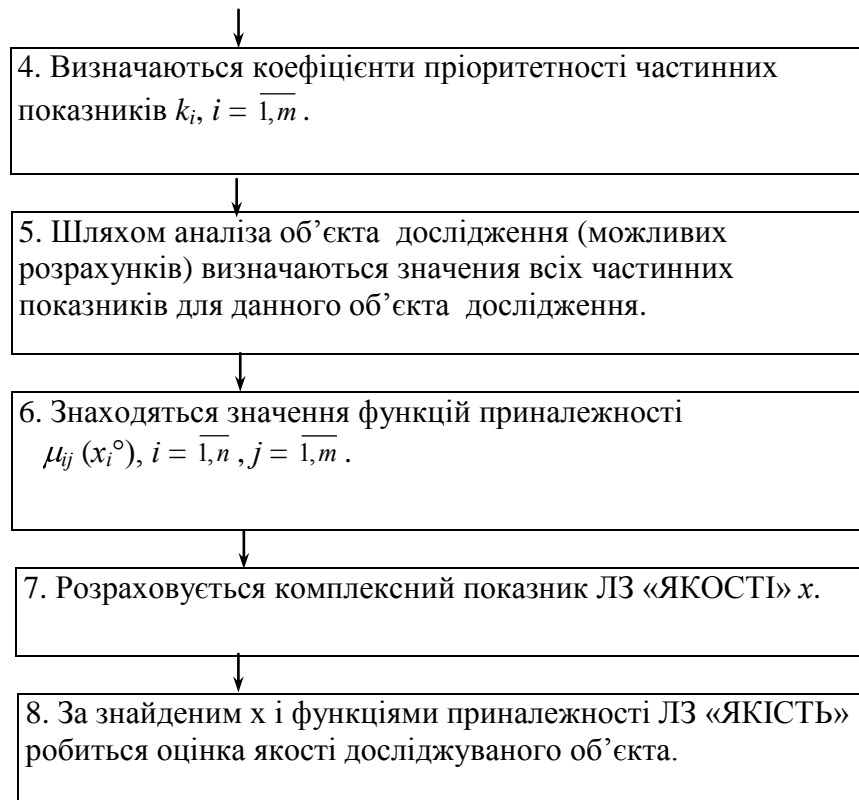 4. Визначаються коефіцієнти пріоритетності частинних
показників kᵢ, i = 1,m̅ .
5. Шляхом аналіза об’єкта дослідження (можливих
розрахунків) визначаються значення всіх частинних
показників для данного об’єкта дослідження.
6. Знаходяться значення функцій приналежності
μij (xi°), i = 1,n , j = 1,m .
7. Розраховується комплексний показник ЛЗ «ЯКОСТІ» x.
8. За знайденим x і функціями приналежності ЛЗ «ЯКІСТЬ»
робиться оцінка якості досліджуваного об’єкта.